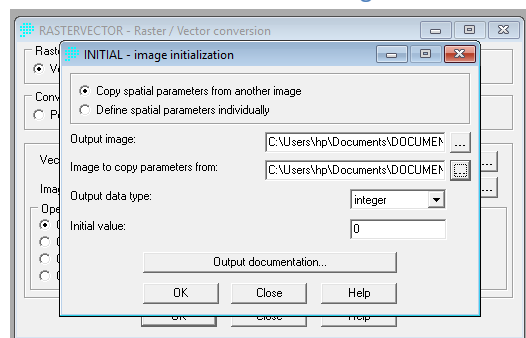 RASTERVECTOR - Raster / Vector conversion
INITIAL - image initialization
Copy spatial parameters from another image
Define spatial parameters individually
Output image:
C:\Users\hp\Documents\DOCUMEN
...
Image to copy parameters from:
C:\Users\hp\Documents\DOCUMEN
...
Output data type:
integer
Initial value:
0
Output documentation...
OK
Close
Help